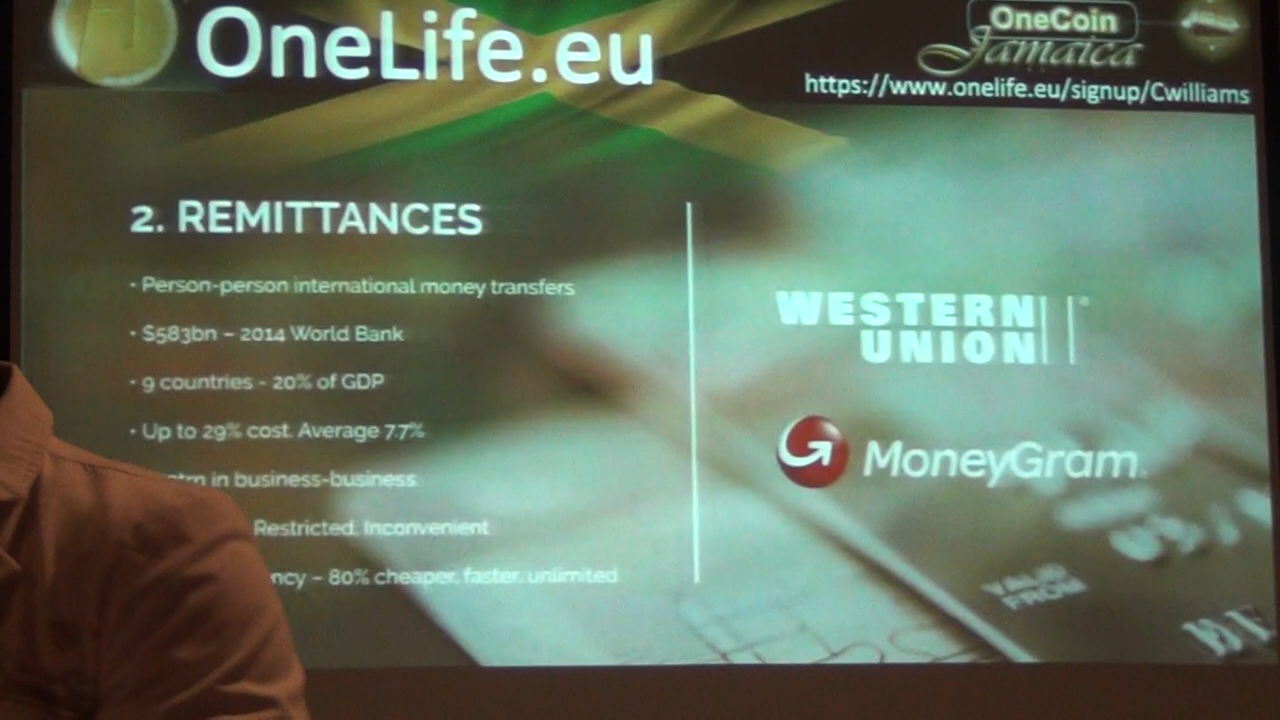 OneLife.eu
OneCoin
Jamaica
https://www.onelife.eu/signup/Cwilliams
2. REMITTANCES
• Person-person international money transfers
• $583bn – 2014 World Bank
• 9 countries - 20% of GDP
• Up to 29% cost. Average 7.7%
in business-business
Restricted. Inconvenient
– 80% cheaper, faster, unlimited
WESTERN
UNION
MoneyGram
VALID
FROM